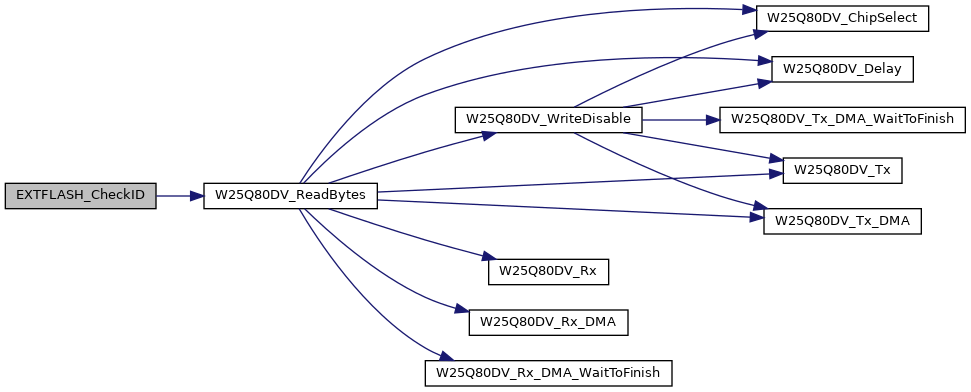 W25Q80DV_ChipSelect
W25Q80DV_Delay
W25Q80DV_WriteDisable
W25Q80DV_Tx_DMA_WaitToFinish
W25Q80DV_Tx
EXTFLASH_CheckID
W25Q80DV_ReadBytes
W25Q80DV_Tx_DMA
W25Q80DV_Rx
W25Q80DV_Rx_DMA
W25Q80DV_Rx_DMA_WaitToFinish